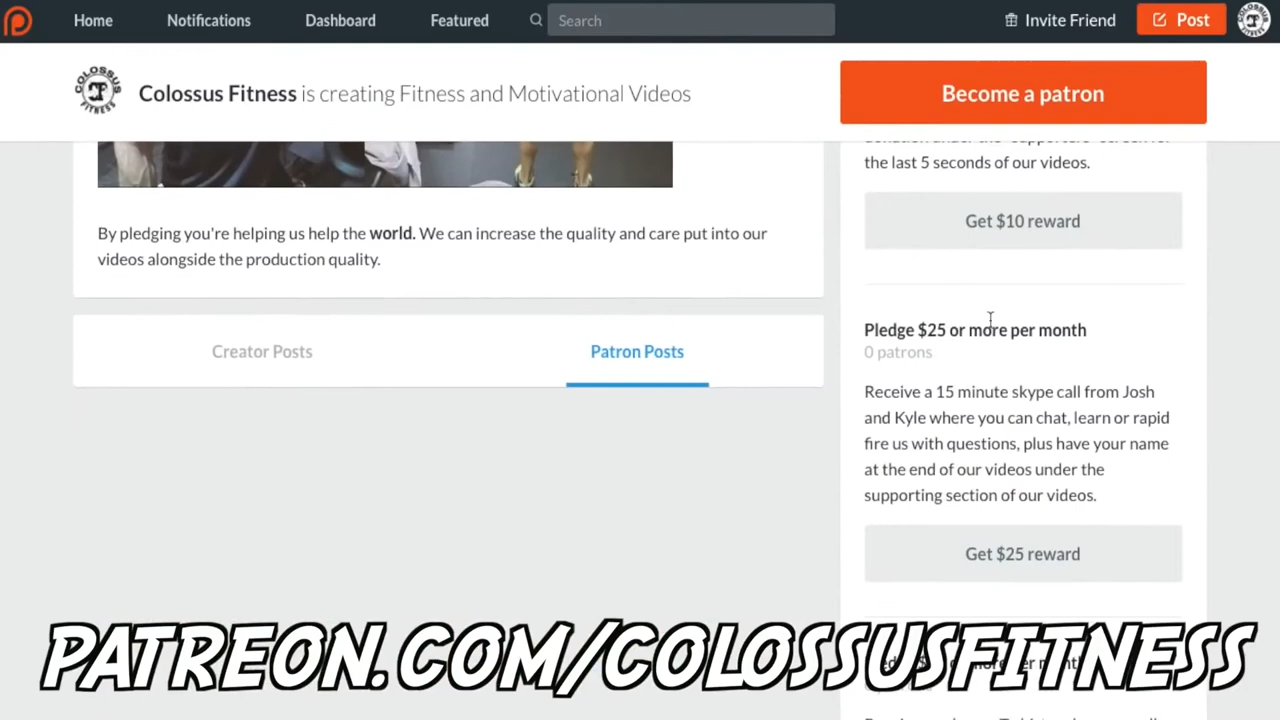 Home Notifications Dashboard Featured Search Invite Friend Post
COLOSSUS
FITNESS
Colossus Fitness is creating Fitness and Motivational Videos
Become a patron
the last 5 seconds of our videos.
Get $10 reward
By pledging you're helping us help the world. We can increase the quality and care put into our
videos alongside the production quality.
Creator Posts Patron Posts
Pledge $25 or more per month
0 patrons
Receive a 15 minute skype call from Josh
and Kyle where you can chat, learn or rapid
fire us with questions, plus have your name
at the end of our videos under the
supporting section of our videos.
Get $25 reward
PATREON.COM/COLOSSUSFITNESS